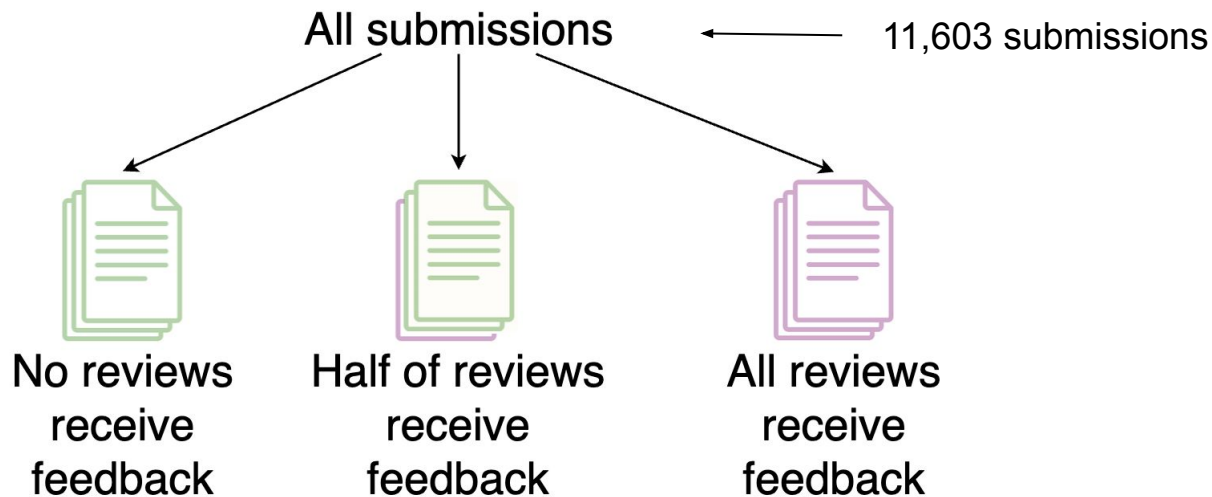 All submissions
11,603 submissions
No reviews
receive
feedback
Half of reviews
receive
feedback
All reviews
receive
feedback